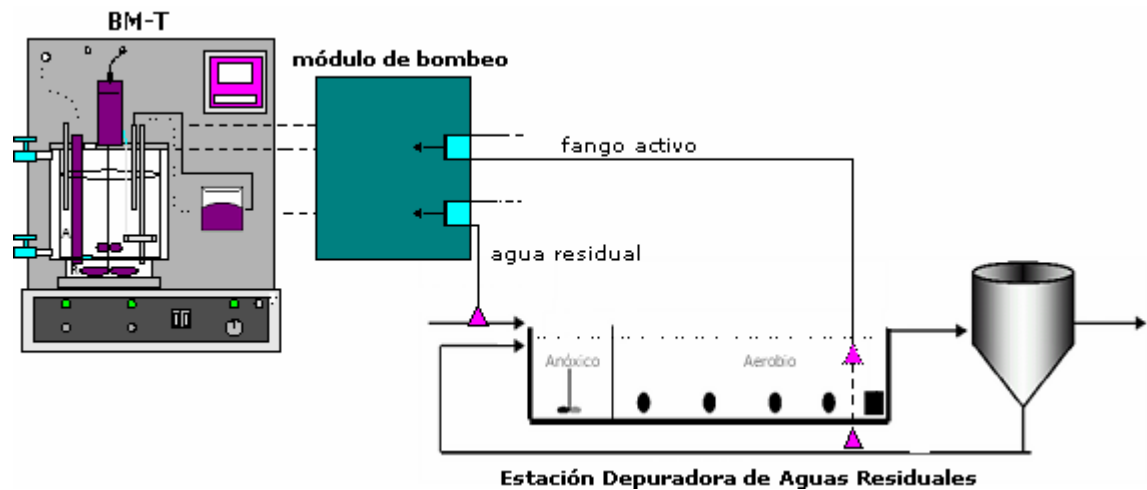 BM-T
módulo de bombeo
fango activo
agua residual
Anóxico
Aerobio
Estación Depuradora de Aguas Residuales